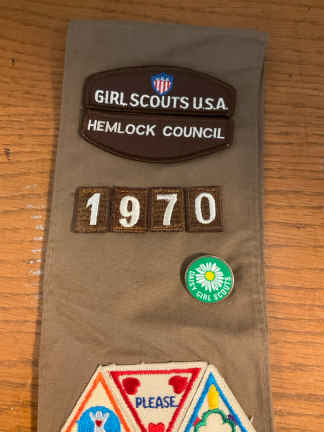 GIRL SCOUTS U.S.A.
HEMLOCK COUNCIL
1970
DAISY GIRL SCOUTS
PLEASE